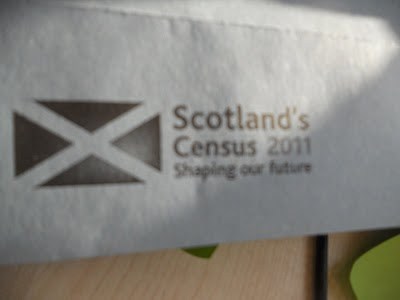 Scotland's
Census 2011
Shaping our future